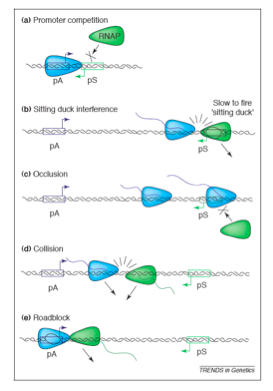 (a) Promoter competition
RNAP
pA
pS
(b) Sitting duck interference
Slow to fire
'sitting duck'
pA
pS
(c) Occlusion
pA
pS
(d) Collision
pA
pS
(e) Roadblock
pA
pS
TRENDS in Genetics